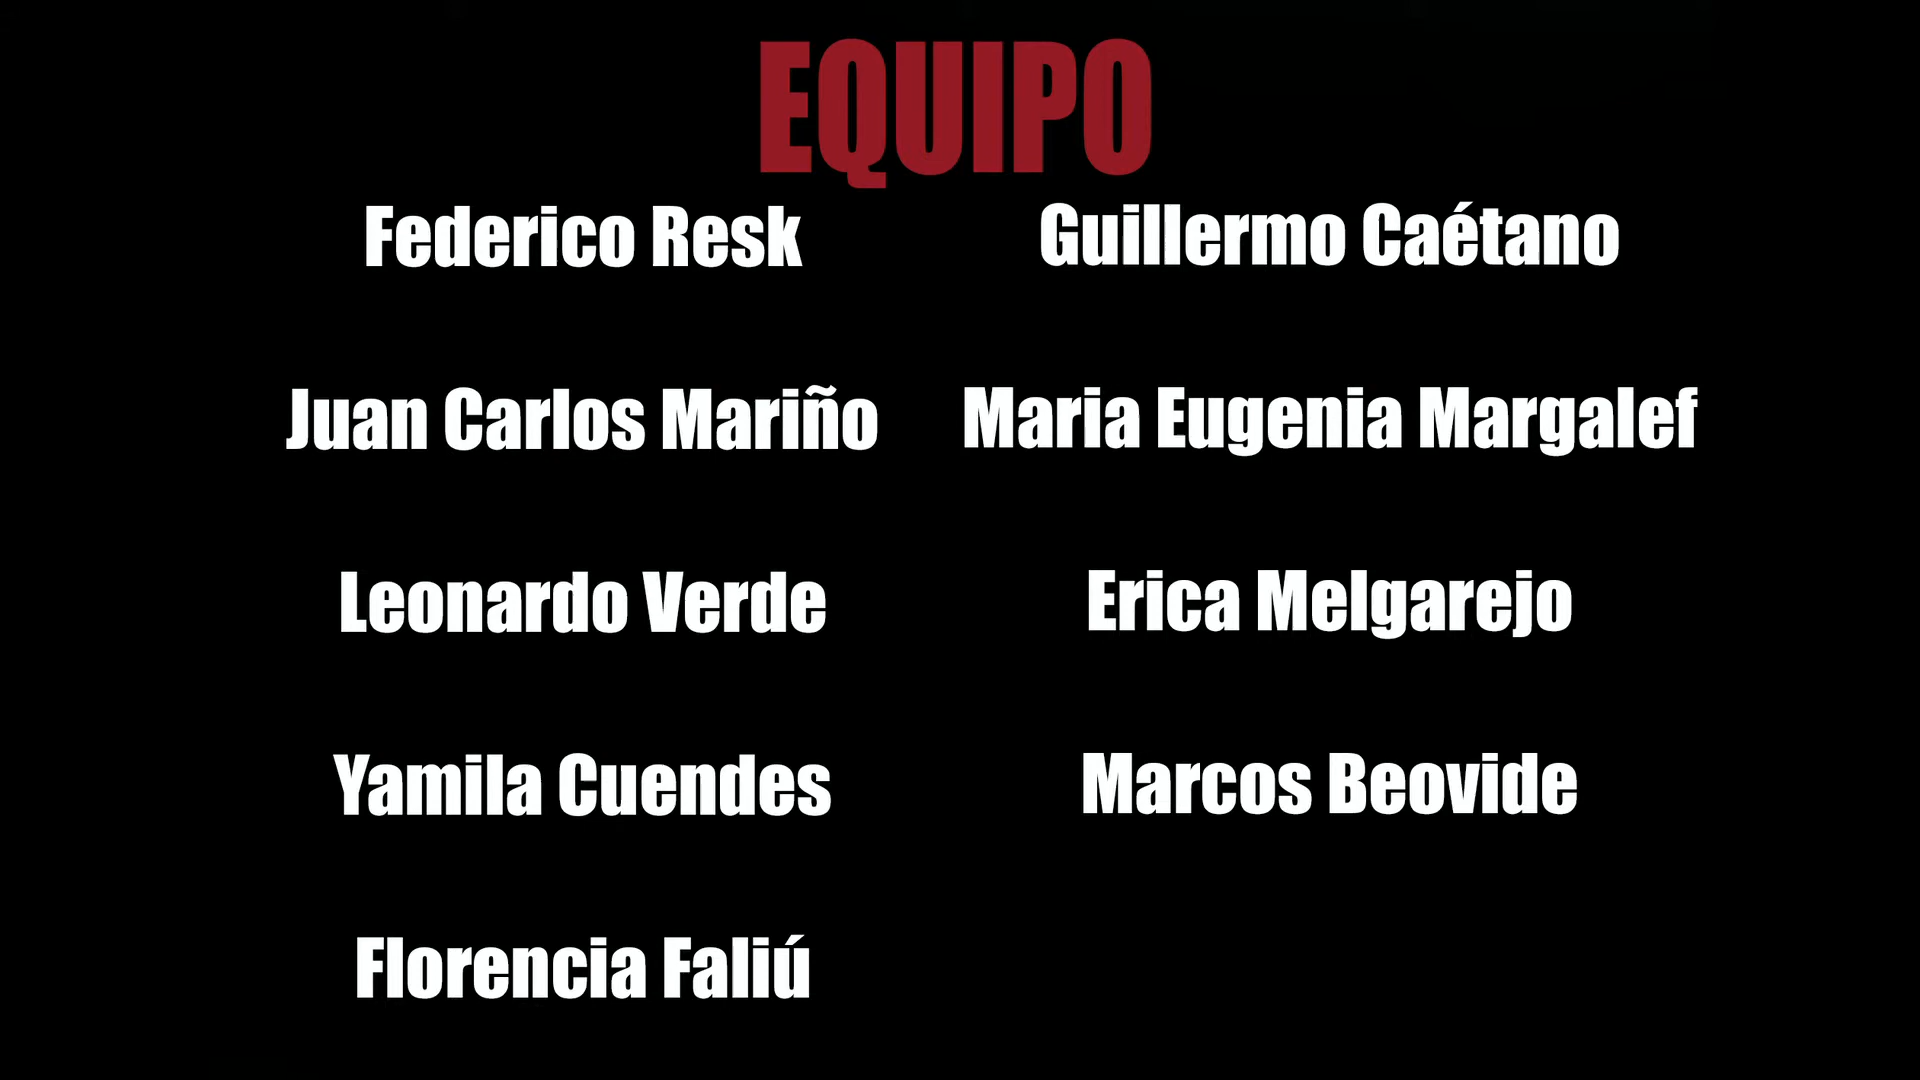 EQUIPO
Federico Resk
Guillermo Caétano
Juan Carlos Mariño
Maria Eugenia Margalef
Leonardo Verde
Erica Melgarejo
Yamila Cuendes
Marcos Beovide
Florencia Faliú